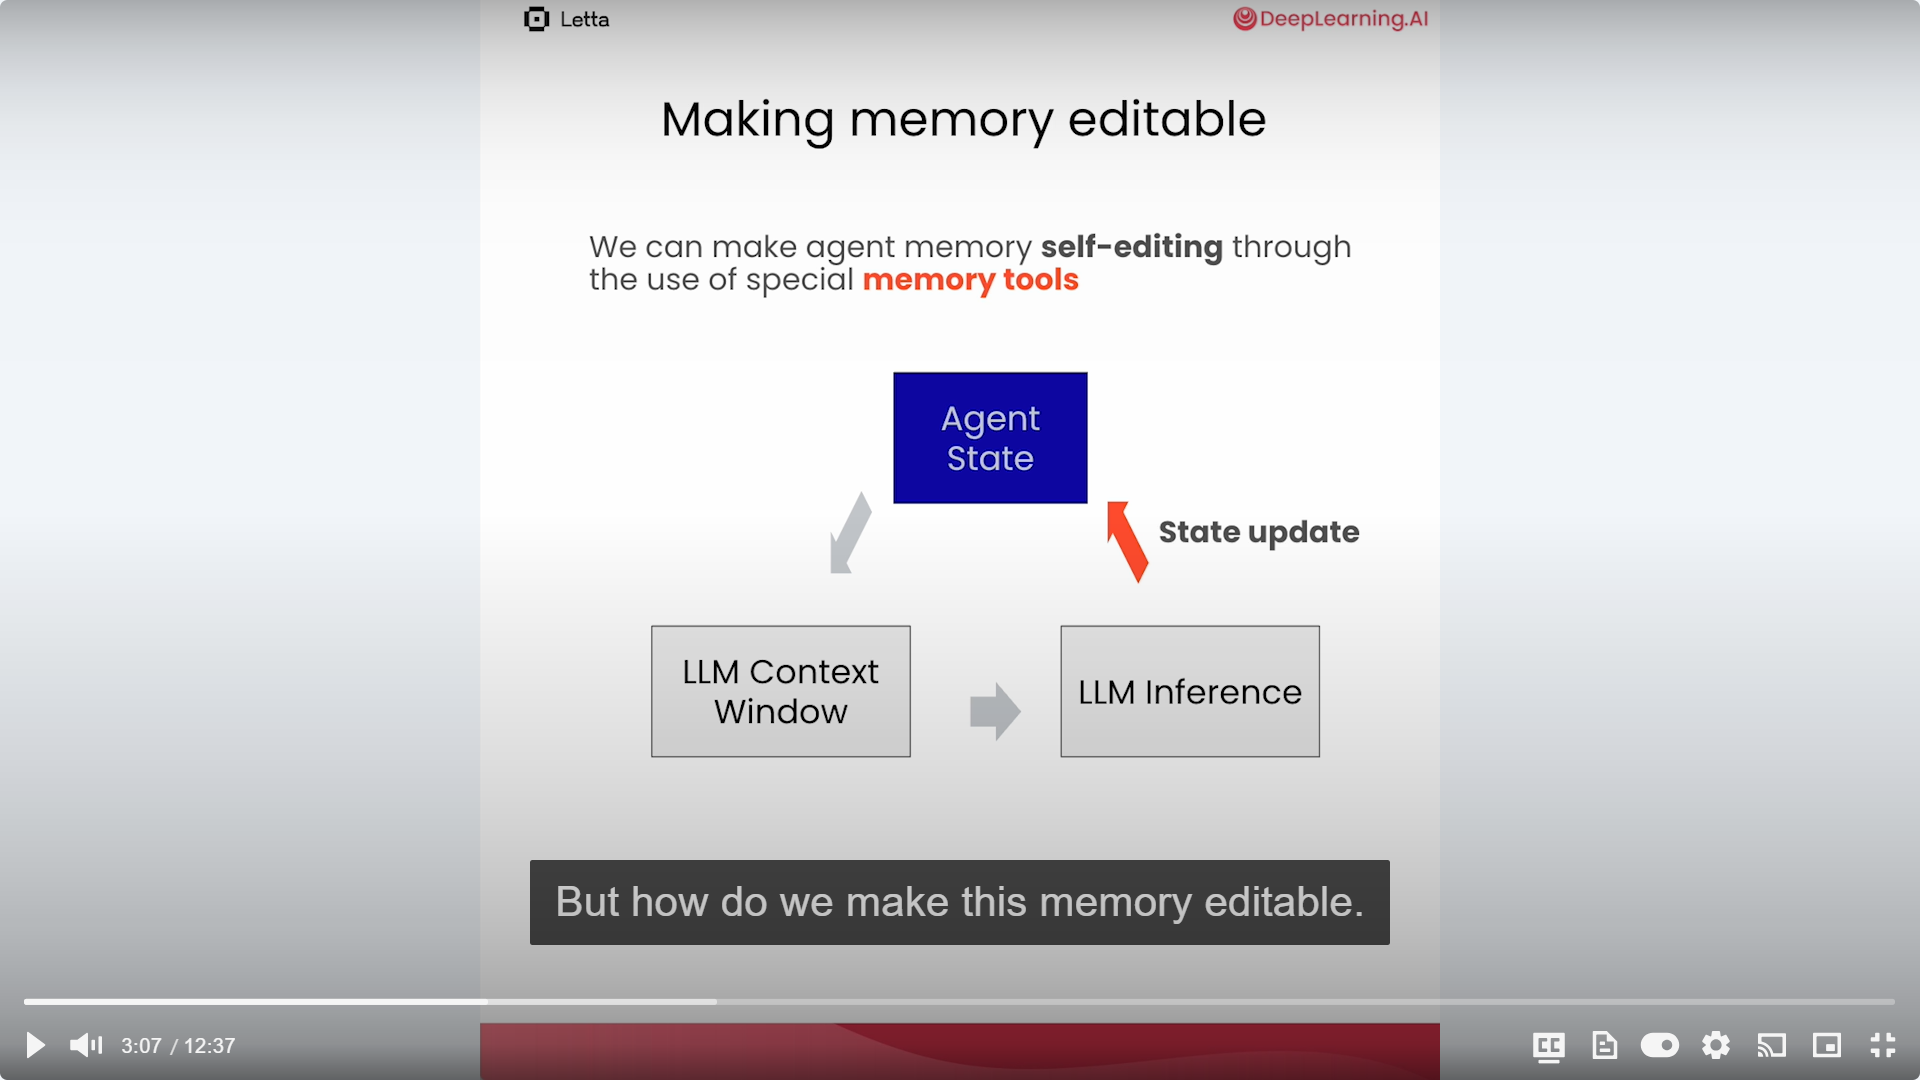 Letta
DeepLearning.AI
Making memory editable
We can make agent memory self-editing through
the use of special memory tools
Agent
State
State update
LLM Context
Window
LLM Inference
But how do we make this memory editable.
3:07 / 12:37
CC